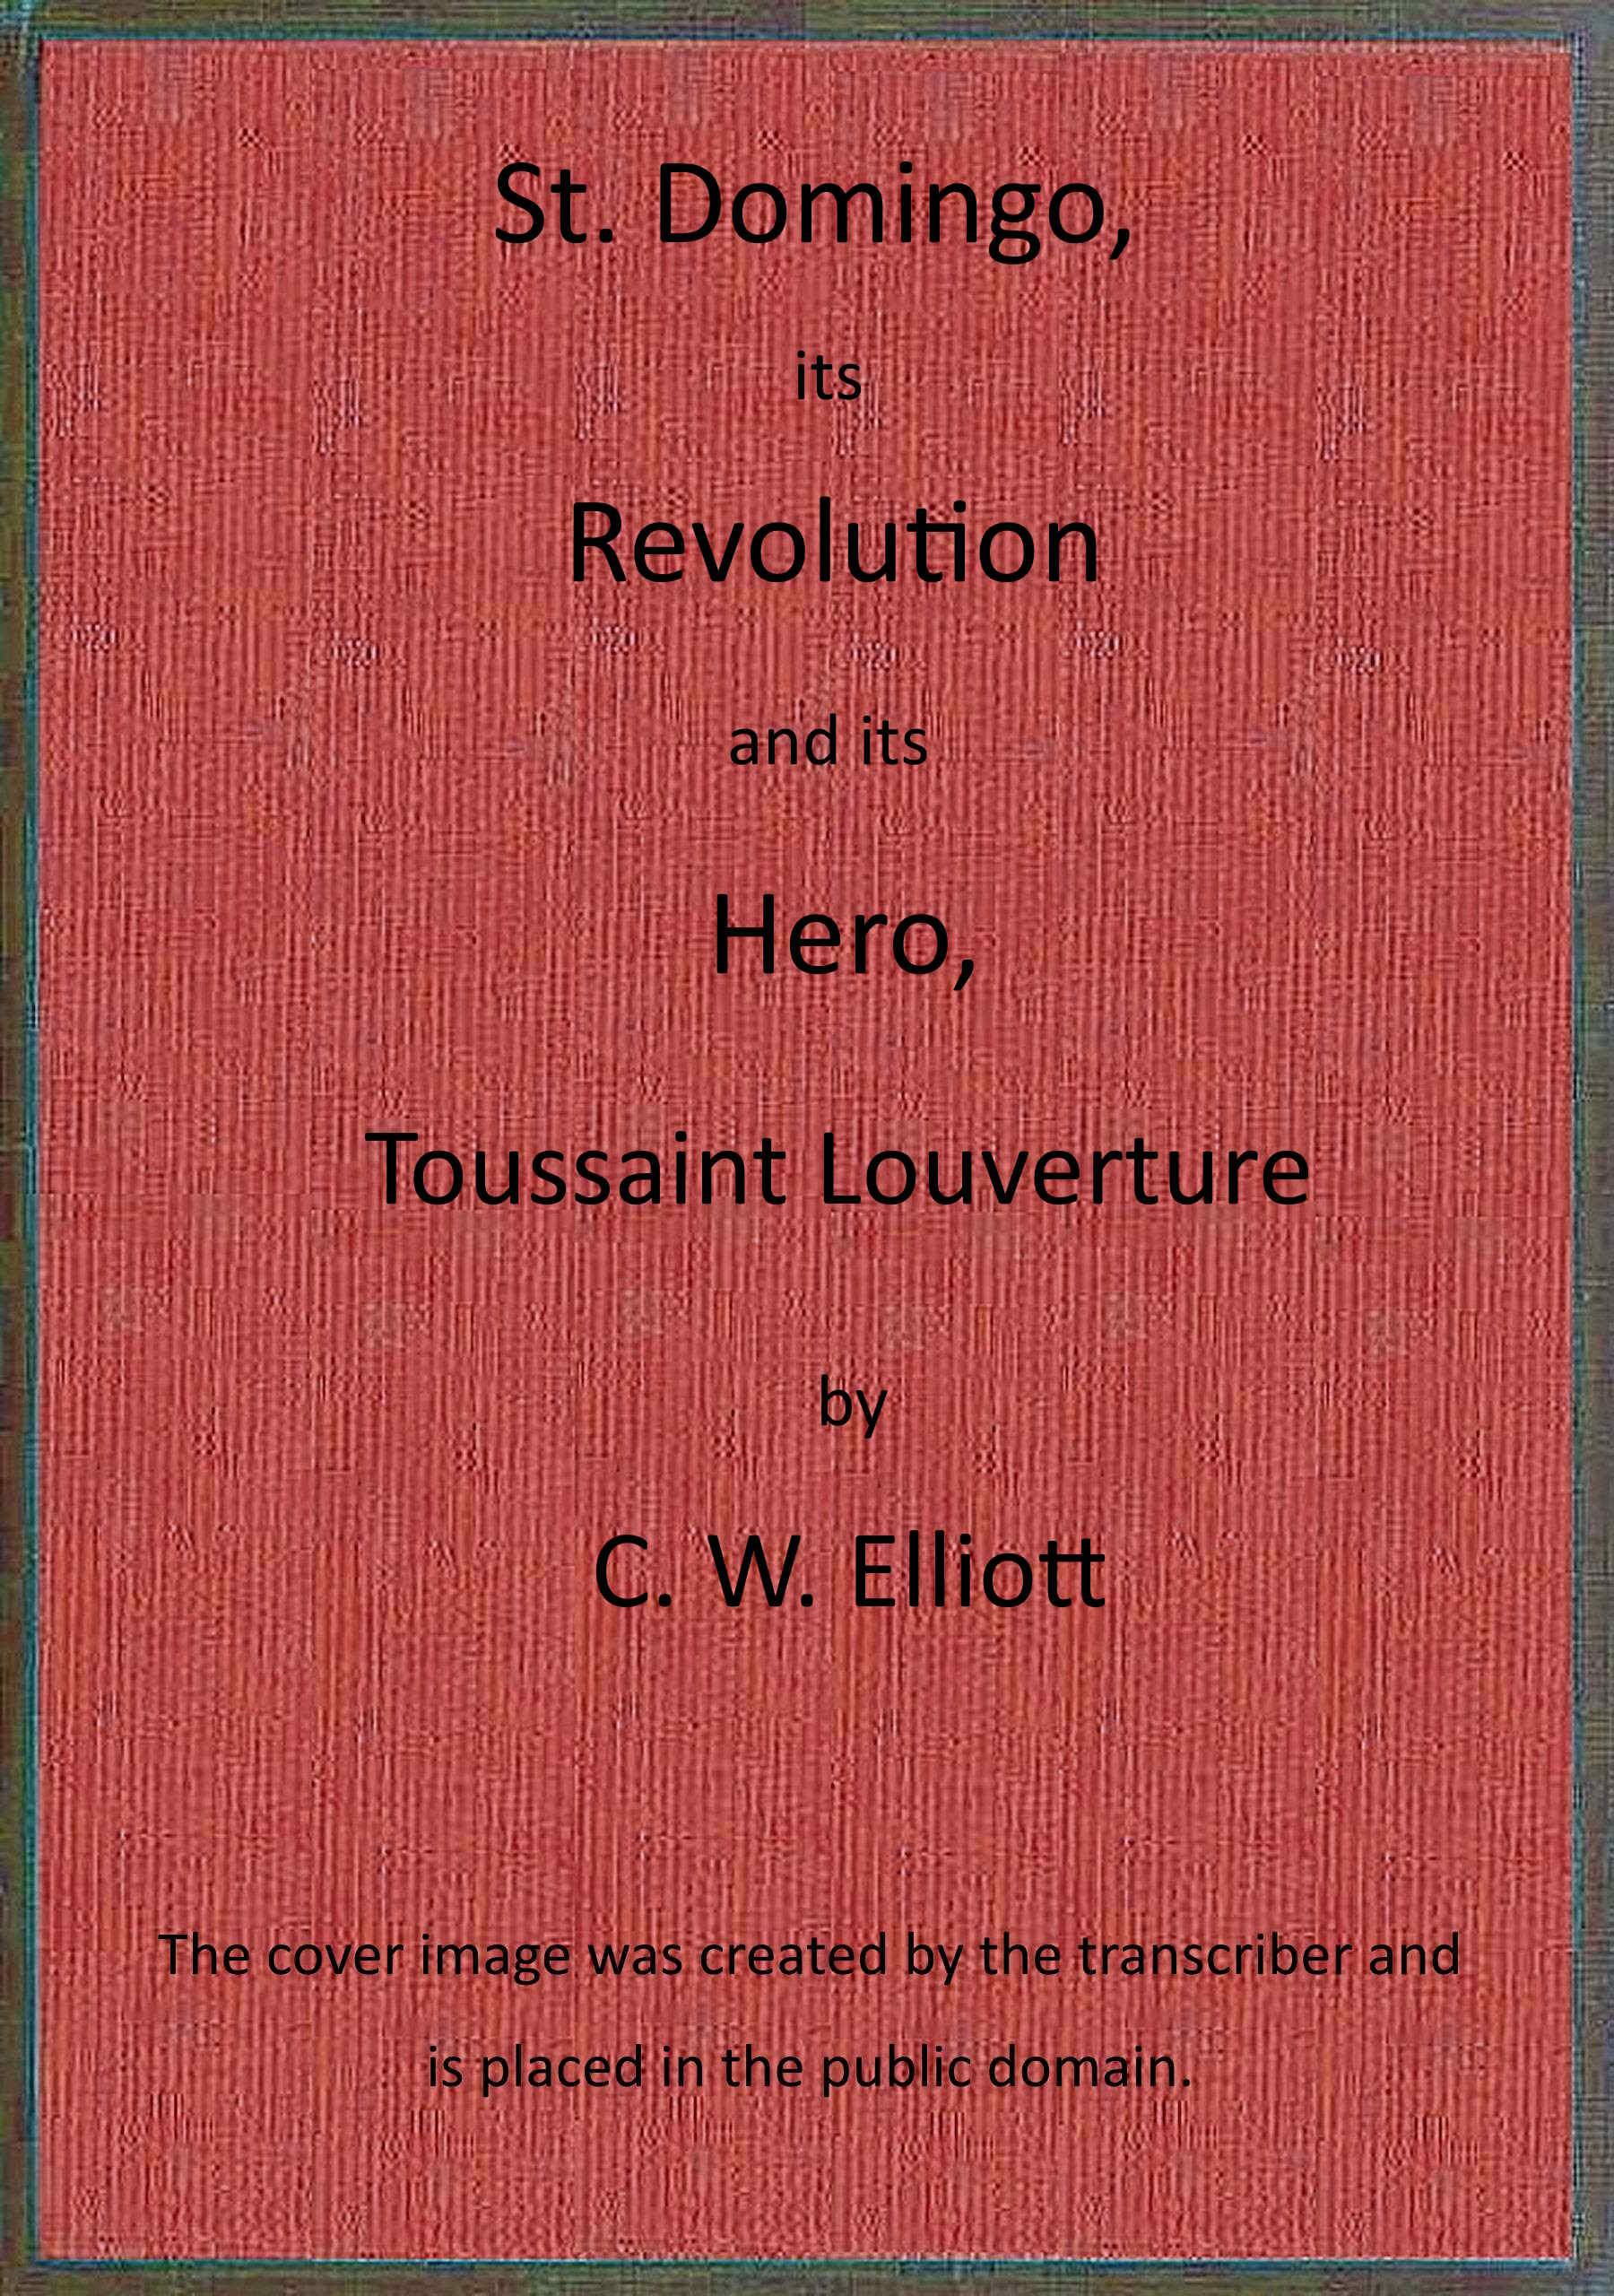 St. Domingo,
its
Revolution
and its
Hero,
Toussaint Louverture
by
C. W. Elliott
The cover image was created by the transcriber and
is placed in the public domain.